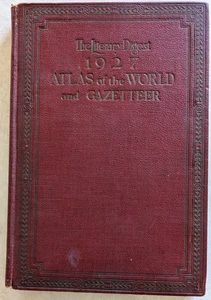 The Literary Digest
1927
ATLAS of the WORLD
and GAZETTEER